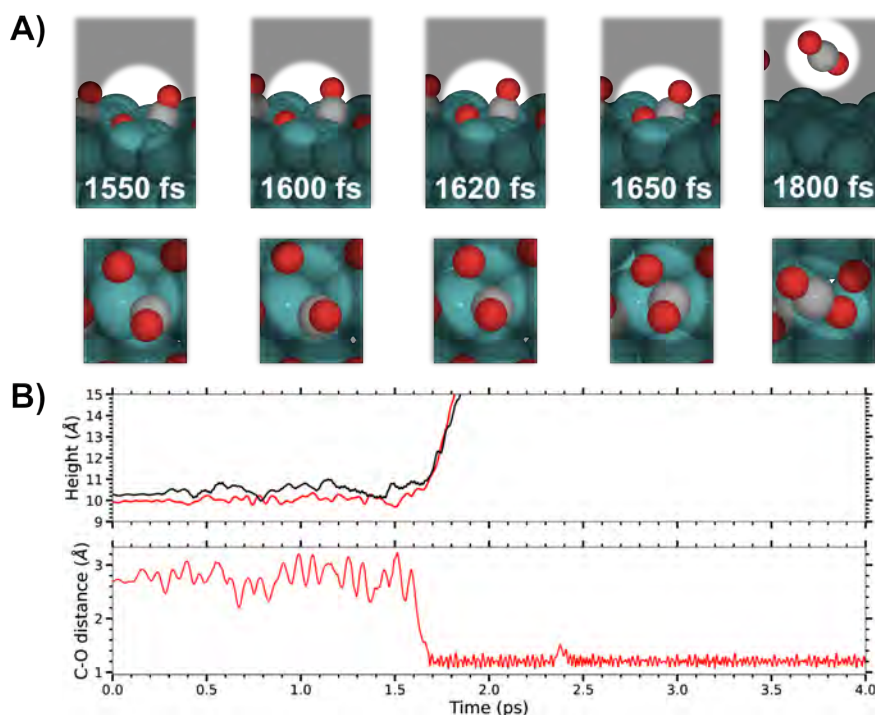 A)
1550 fs 1600 fs 1620 fs 1650 fs 1800 fs
B)
Height (Å)
15
14
13
12
11
10
9
C-O distance (Å)
3
2
1
0.0 0.5 1.0 1.5 2.0 2.5 3.0 3.5 4.0
Time (ps)